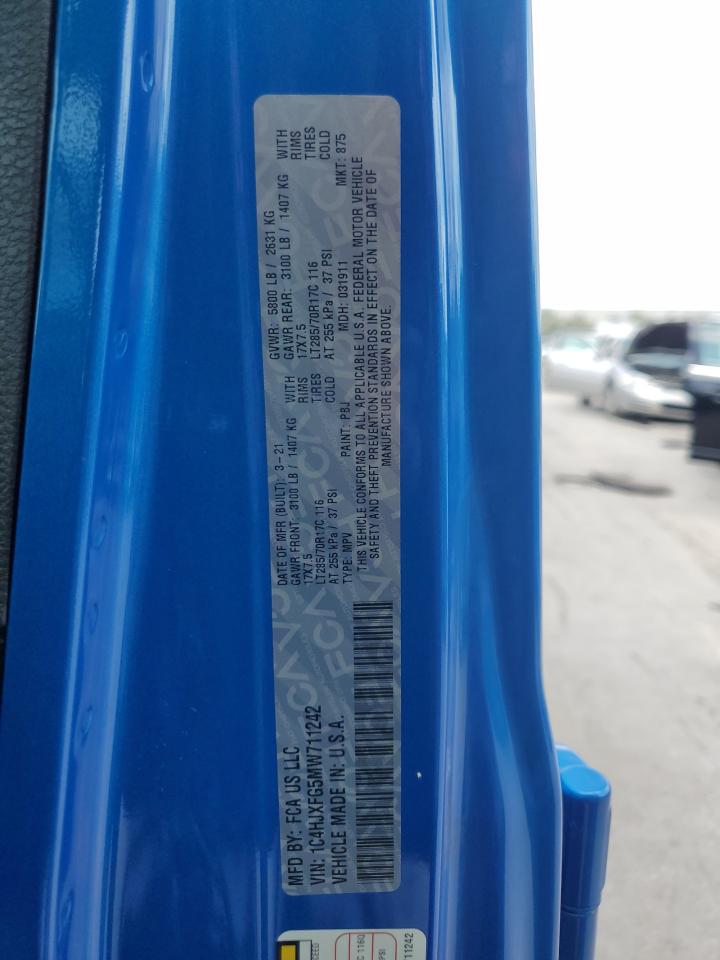 MFD BY: FCA US LLC
DATE OF MFR (BUILT): 3-21
GVWR: 5800 LB / 2631 KG
VIN: 1C4HJXFG5MW711242
GAWR FRONT: 3100 LB / 1407 KG WITH
17X7.5 RIMS
LT285/70R17C 116 TIRES
AT 255 kPa / 37 PSI COLD
GAWR REAR: 3100 LB / 1407 KG WITH
17X7.5 RIMS
LT285/70R17C 116 TIRES
AT 255 kPa / 37 PSI COLD
VEHICLE MADE IN: U.S.A.
TYPE: MPV PAINT: PBJ MDH: 031911 MKT: 875
THIS VEHICLE CONFORMS TO ALL APPLICABLE U.S.A. FEDERAL MOTOR VEHICLE
SAFETY AND THEFT PREVENTION STANDARDS IN EFFECT ON THE DATE OF
MANUFACTURE SHOWN ABOVE.
FCA
C 116Q
PSI
11242